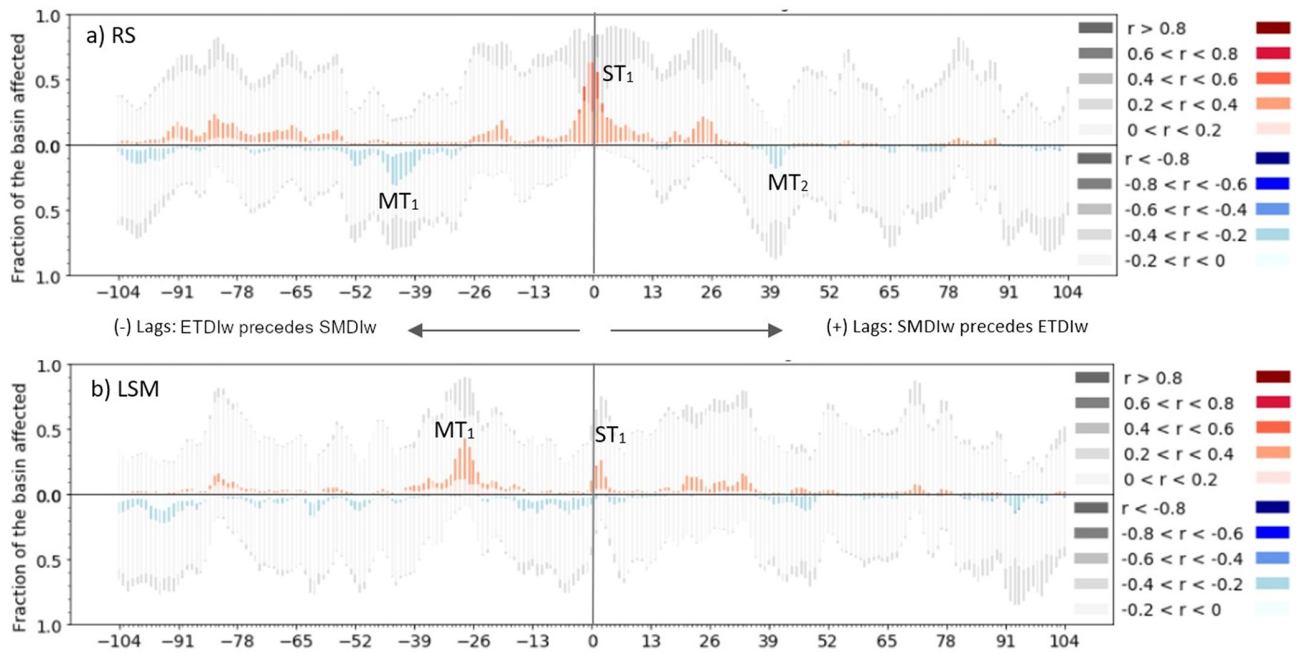 a) RS
Fraction of the basin affected
1.0
0.5
0.0
0.5
1.0
ST1
MT1
MT2
r > 0.8
0.6 < r < 0.8
0.4 < r < 0.6
0.2 < r < 0.4
0 < r < 0.2
r < -0.8
-0.8 < r < -0.6
-0.6 < r < -0.4
-0.4 < r < -0.2
-0.2 < r < 0
−104 −91 −78 −65 −52 −39 −26 −13 0 13 26 39 52 65 78 91 104
(-) Lags: ETDIw precedes SMDIw
(+) Lags: SMDIw precedes ETDIw
b) LSM
Fraction of the basin affected
1.0
0.5
0.0
0.5
1.0
MT1
ST1
r > 0.8
0.6 < r < 0.8
0.4 < r < 0.6
0.2 < r < 0.4
0 < r < 0.2
r < -0.8
-0.8 < r < -0.6
-0.6 < r < -0.4
-0.4 < r < -0.2
-0.2 < r < 0
−104 −91 −78 −65 −52 −39 −26 −13 0 13 26 39 52 65 78 91 104